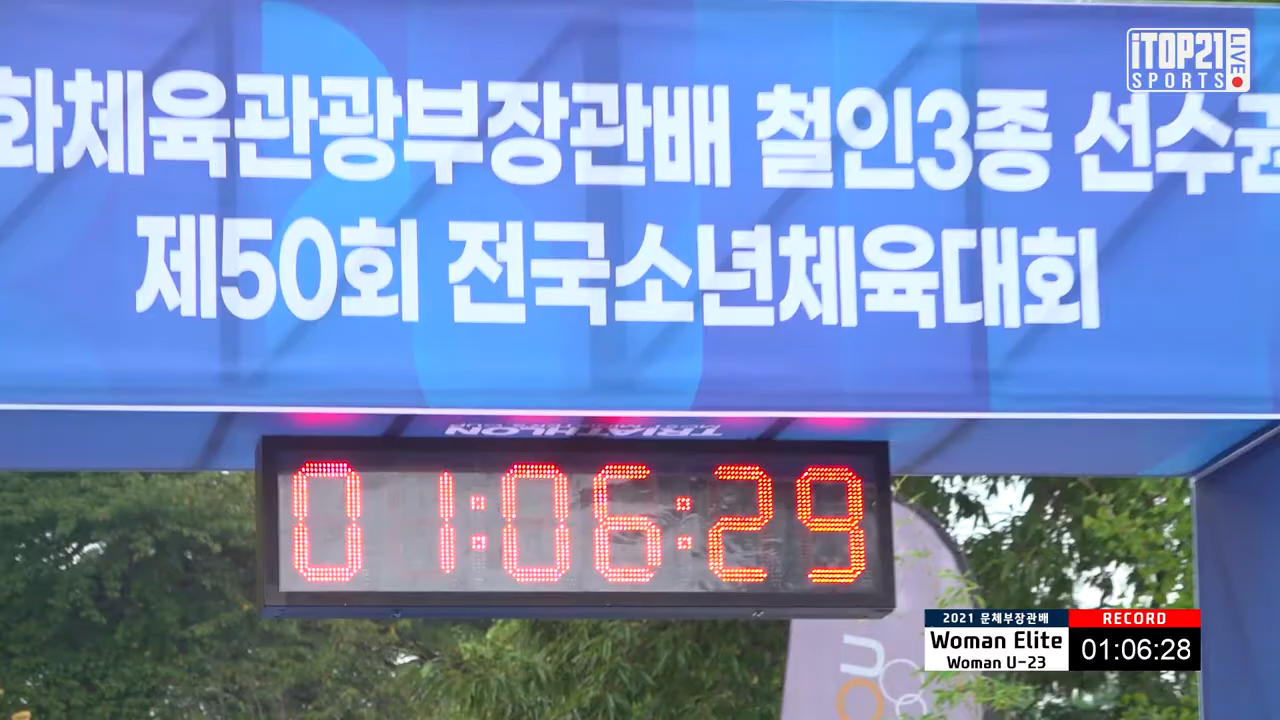 iTOP21
SPORTS
LIVE
화체육관광부장관배 철인3종 선수권
제50회 전국소년체육대회
TRIATHLON
01:06:29
2021 문체부장관배
RECORD
Woman Elite
Woman U-23
01:06:28